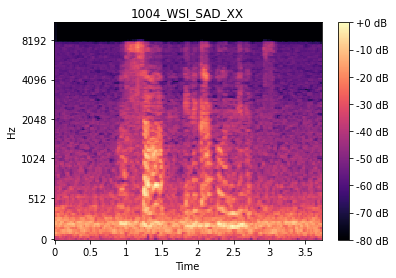 1004_WSI_SAD_XX
Hz
8192
4096
2048
1024
512
0
0 0.5 1 1.5 2 2.5 3 3.5
Time
+0 dB
-10 dB
-20 dB
-30 dB
-40 dB
-50 dB
-60 dB
-70 dB
-80 dB